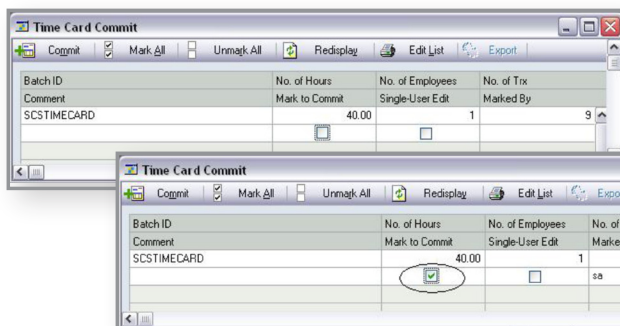 Time Card Commit
Commit Mark All Unmark All Redisplay Edit List Export
Batch ID No. of Hours No. of Employees No. of Trx
Comment Mark to Commit Single-User Edit Marked By
SCSTIMECARD 40.00 1 9
Time Card Commit
Commit Mark All Unmark All Redisplay Edit List Expo
Batch ID No. of Hours No. of Employees No. of
Comment Mark to Commit Single-User Edit Marke
SCSTIMECARD 40.00 1
sa